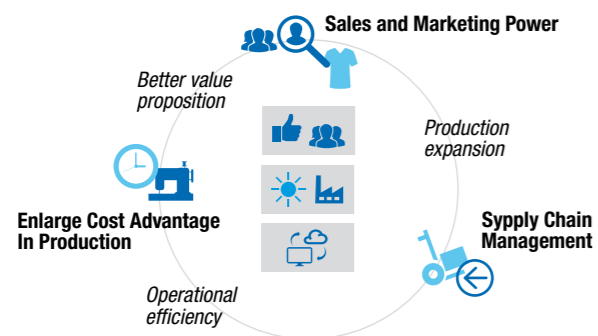 Sales and Marketing Power
Better value
proposition
Production
expansion
Enlarge Cost Advantage
In Production
Sypply Chain
Management
Operational
efficiency